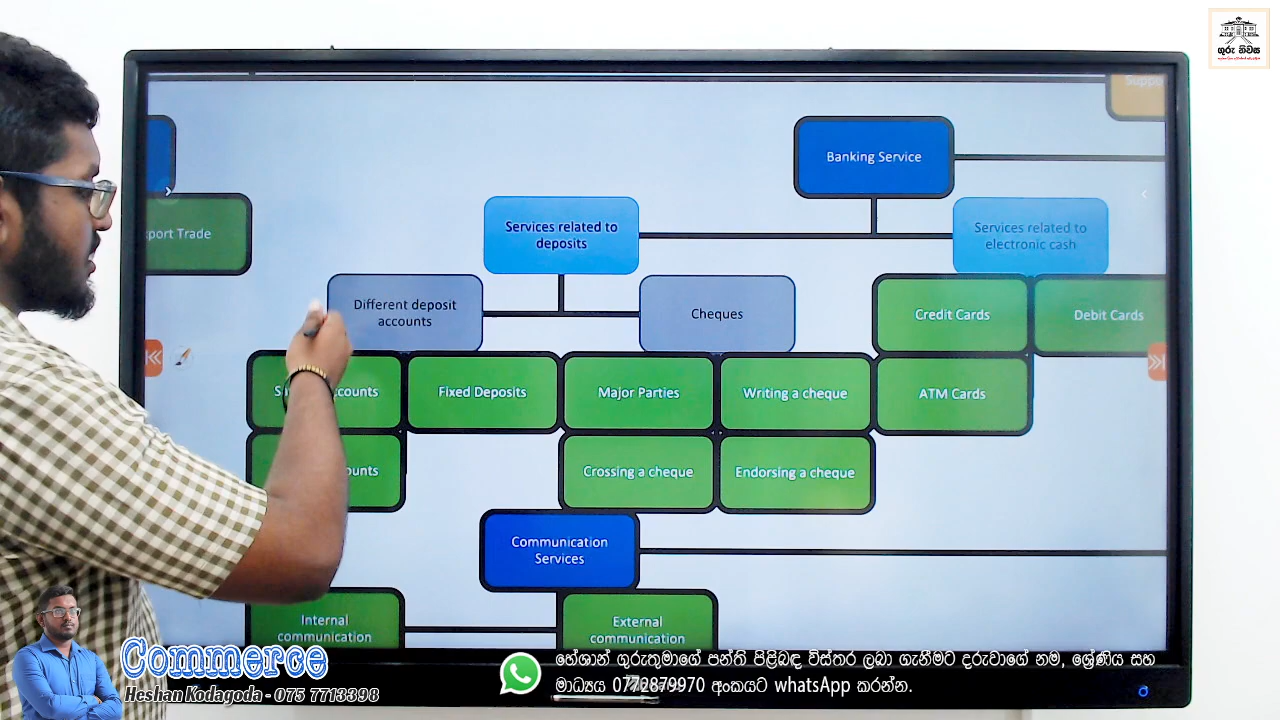 ගුරු නිවස
Banking Service
Services related to
deposits
Services related to
electronic cash
port Trade
Different deposit
accounts
Cheques
Credit Cards
Debit Cards
Fixed Deposits
Major Parties
Writing a cheque
ATM Cards
Crossing a cheque
Endorsing a cheque
Communication
Services
Internal
communication
External
communication
Commerce
Heshan Kodagoda - 075 7713398
හේශාන් ගුරුතුමාගේ පන්ති පිළිබඳ විස්තර ලබා ගැනීමට දරුවාගේ නම, ශ්‍රේණිය සහ
මාධ්‍යය 0772879970 අංකයට whatsApp කරන්න.